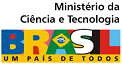 Ministério da
Ciência e Tecnologia
BRASIL
UM PAÍS DE TODOS